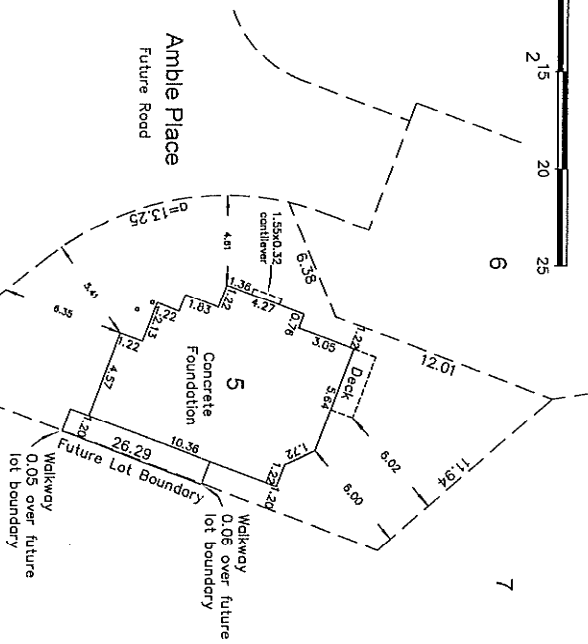 15
2
20
25
6
Amble Place
Future Road
a=13.25
4.81
1.55x0.32
cantilever
6.38
1.36
4.27
0.76
1.22
3.05
1.22
12.01
Deck
5.64
1.83
1.22
2.13
1.22
4.57
1.20
5.41
6.35
5
Concrete
Foundation
10.36
1.72
1.22
1.20
6.02
6.00
11.94
26.29
Future Lot Boundary
Walkway
0.06 over future
lot boundary
Walkway
0.05 over future
lot boundary
7